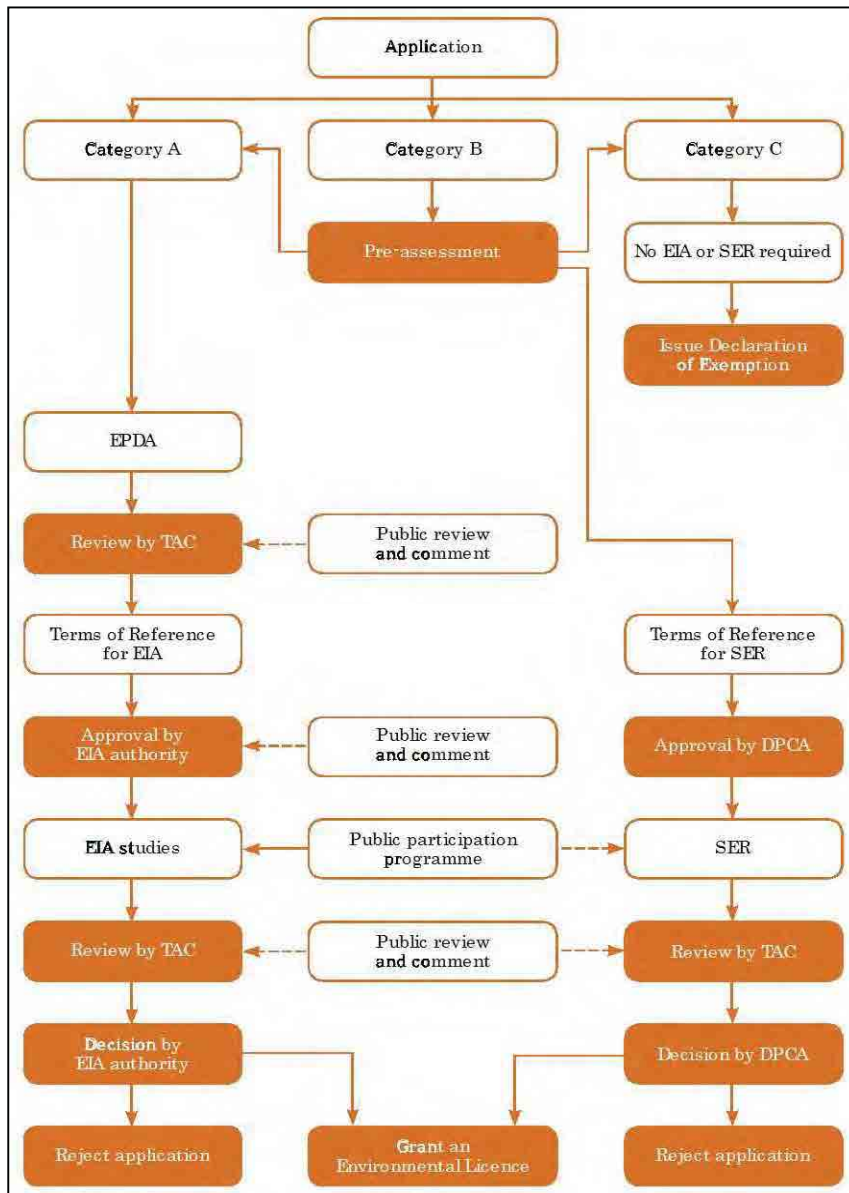 Application
Category A
Category B
Category C
Pre-assessment
No EIA or SER required
Issue Declaration
of Exemption
EPDA
Review by TAC
Public review
and comment
Terms of Reference
for EIA
Terms of Reference
for SER
Approval by
EIA authority
Public review
and comment
Approval by DPCA
EIA studies
Public participation
programme
SER
Review by TAC
Public review
and comment
Review by TAC
Decision by
EIA authority
Decision by DPCA
Reject application
Grant an
Environmental Licence
Reject application